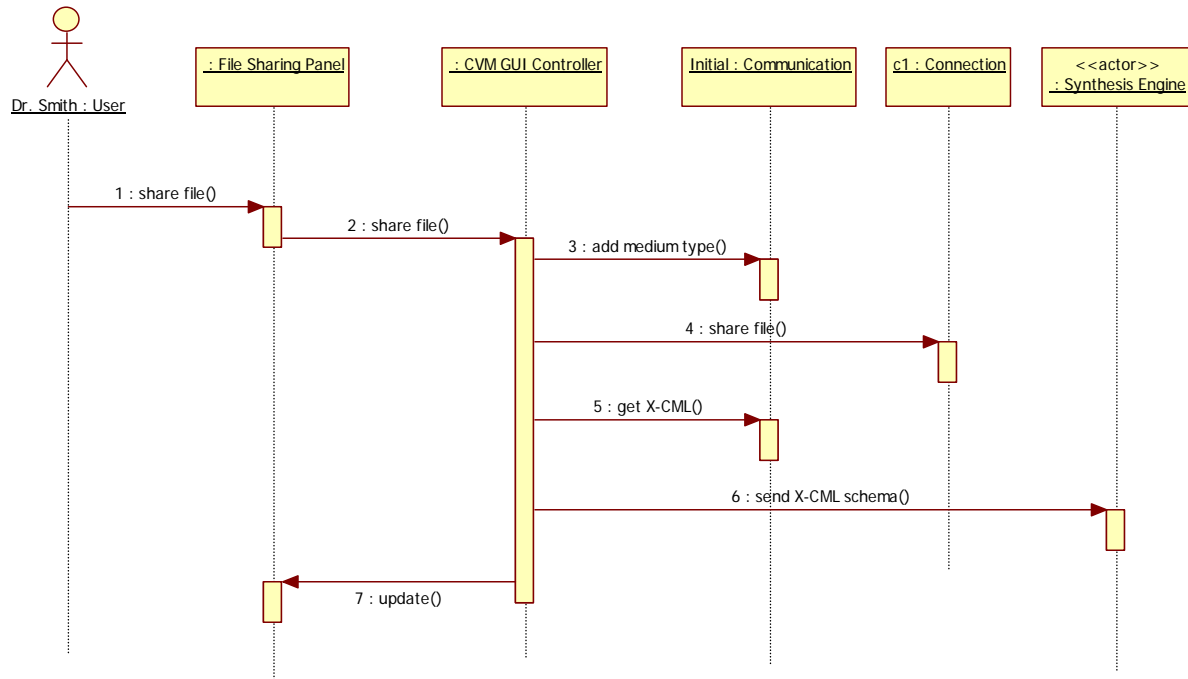 Dr. Smith : User
: File Sharing Panel
: CVM GUI Controller
Initial : Communication
c1 : Connection
<<actor>>
: Synthesis Engine
1 : share file()
2 : share file()
3 : add medium type()
4 : share file()
5 : get X-CML()
6 : send X-CML schema()
7 : update()